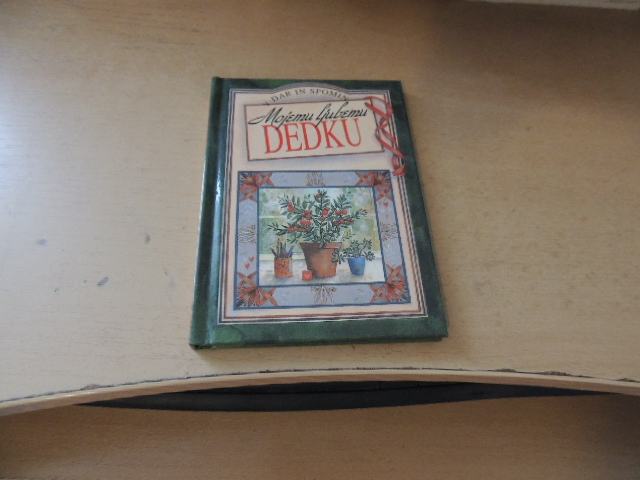 V DAR IN SPOMIN
Mojemu ljubemu
DEDKU